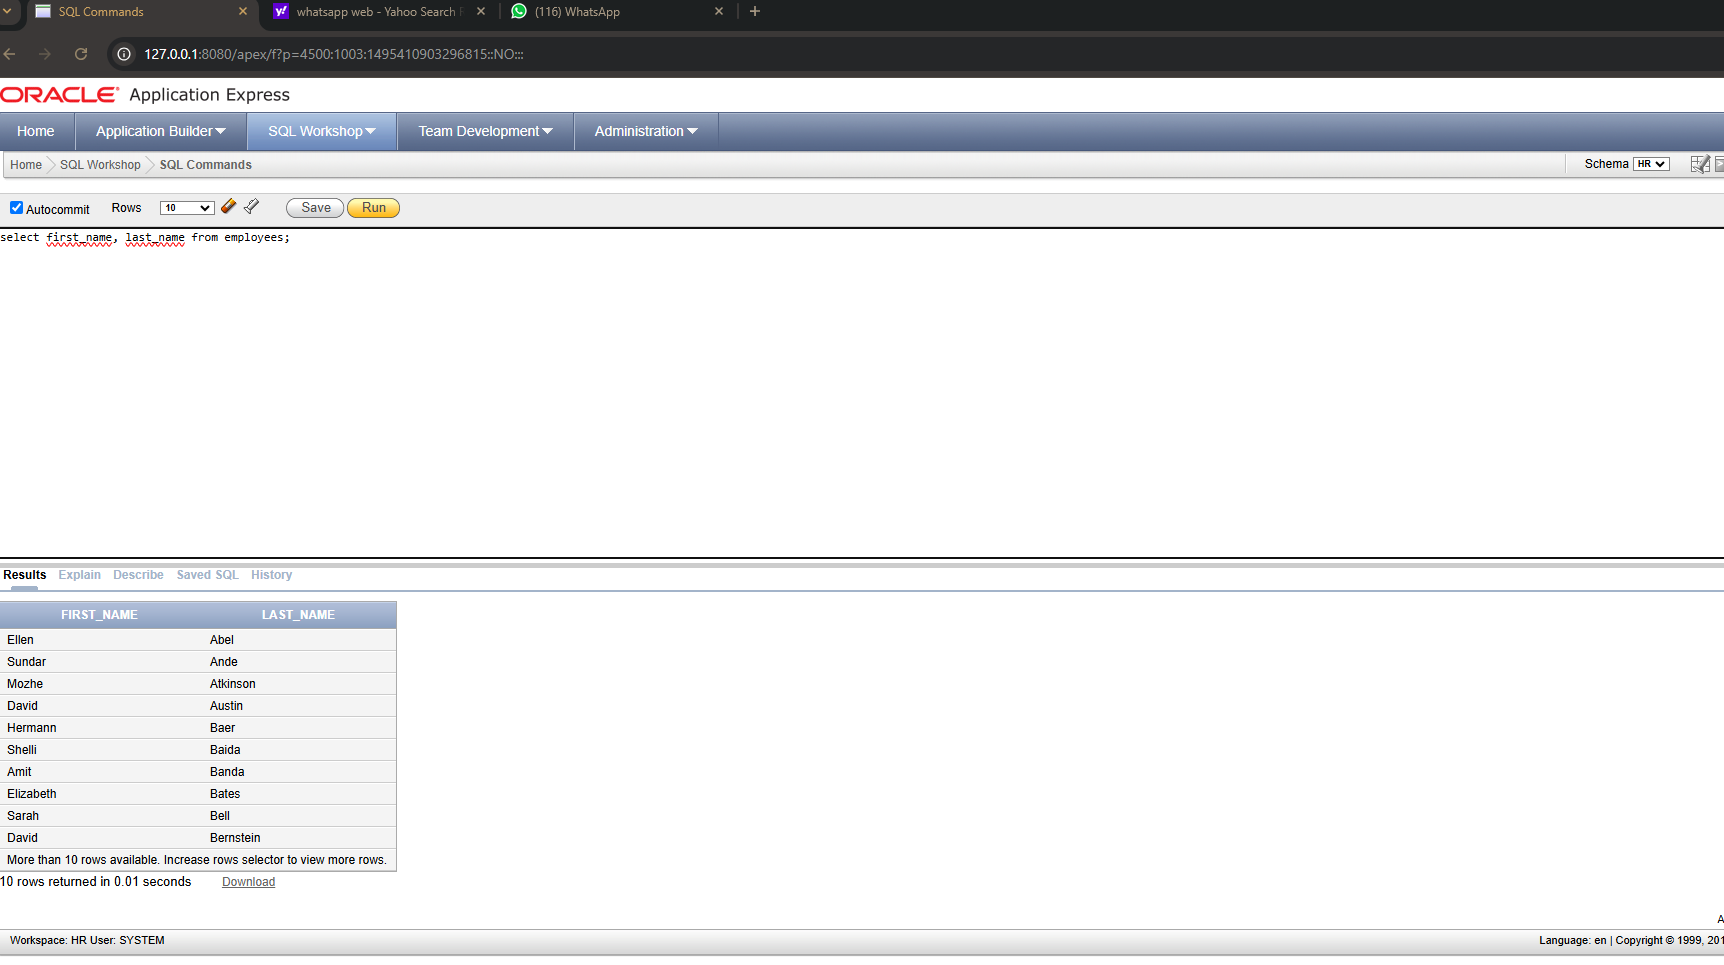 SQL Commands
whatsapp web - Yahoo Search
(116) WhatsApp
127.0.0.1:8080/apex/f?p=4500:1003:1495410903296815::NO:::
ORACLE Application Express
Home Application Builder SQL Workshop Team Development Administration
Home SQL Workshop SQL Commands Schema HR
Autocommit Rows 10 Save Run
select first_name, last_name from employees;
Results Explain Describe Saved SQL History
FIRST_NAME LAST_NAME
Ellen Abel
Sundar Ande
Mozhe Atkinson
David Austin
Hermann Baer
Shelli Baida
Amit Banda
Elizabeth Bates
Sarah Bell
David Bernstein
More than 10 rows available. Increase rows selector to view more rows.
10 rows returned in 0.01 seconds Download
A
Workspace: HR User: SYSTEM Language: en | Copyright © 1999, 201